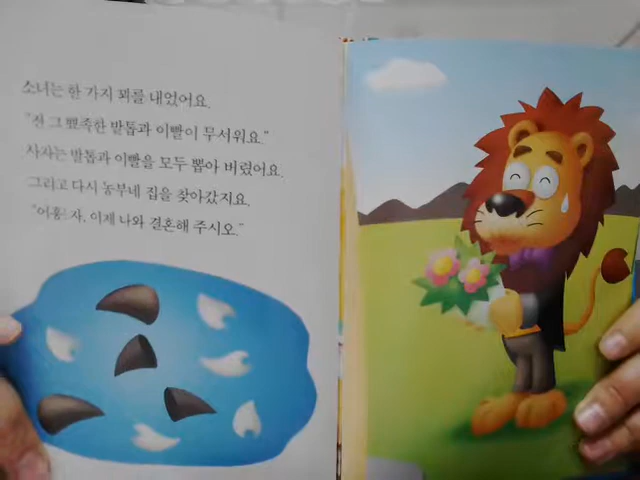 소녀는 한 가지 꾀를 내었어요.
"전 그 뾰족한 발톱과 이빨이 무서워요."
사자는 발톱과 이빨을 모두 뽑아 버렸어요.
그리고 다시 농부네 집을 찾아갔지요.
"어흥! 자, 이제 나와 결혼해 주시오."